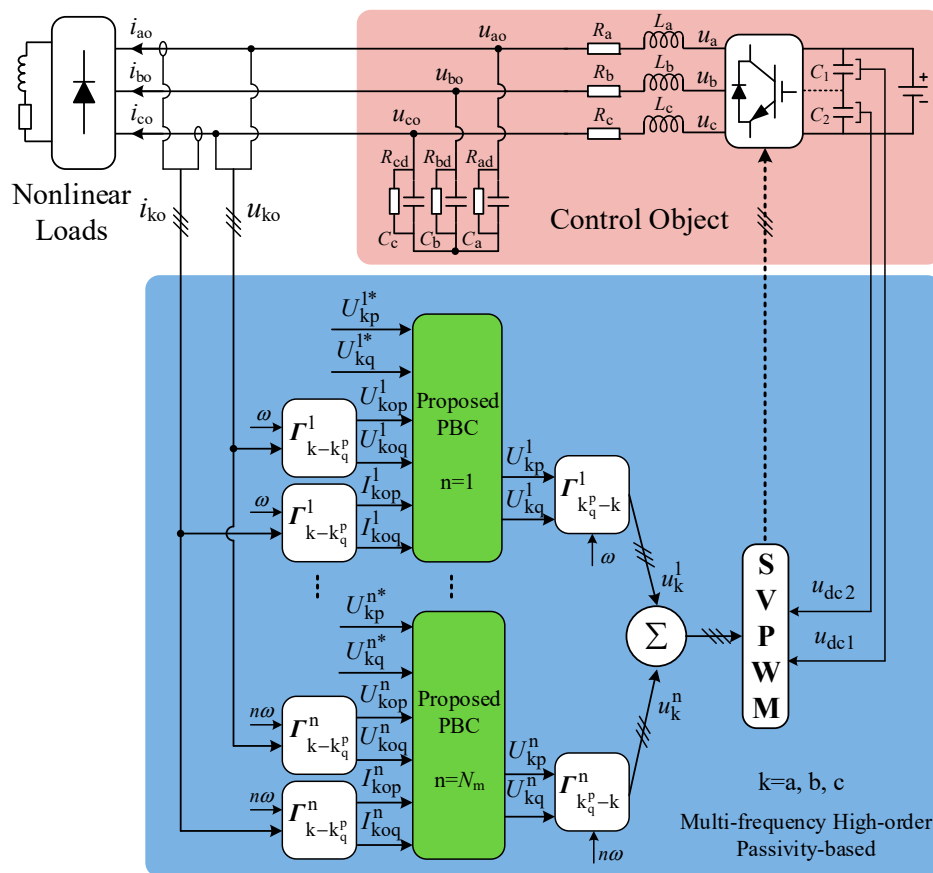 i_ao
u_ao
R_a
L_a
u_a
C_1
+
−
i_bo
u_bo
R_b
L_b
u_b
C_2
i_co
u_co
R_c
L_c
u_c
R_cd
R_bd
R_ad
C_c
C_b
C_a
Nonlinear
Loads
i_ko
u_ko
Control Object
U_kp^1*
U_kq^1*
ω
Γ^1_k−k_q^p
U_kop^1
U_koq^1
Proposed
PBC
n=1
ω
Γ^1_k−k_q^p
I_kop^1
I_koq^1
U_kp^1
U_kq^1
Γ^1_k_q^p−k
ω
u_k^1
U_kp^n*
U_kq^n*
nω
Γ^n_k−k_q^p
U_kop^n
U_koq^n
Proposed
PBC
n=N_m
nω
Γ^n_k−k_q^p
I_kop^n
I_koq^n
U_kp^n
U_kq^n
Γ^n_k_q^p−k
nω
u_k^n
Σ
S
V
P
W
M
u_dc2
u_dc1
k=a, b, c
Multi-frequency High-order
Passivity-based